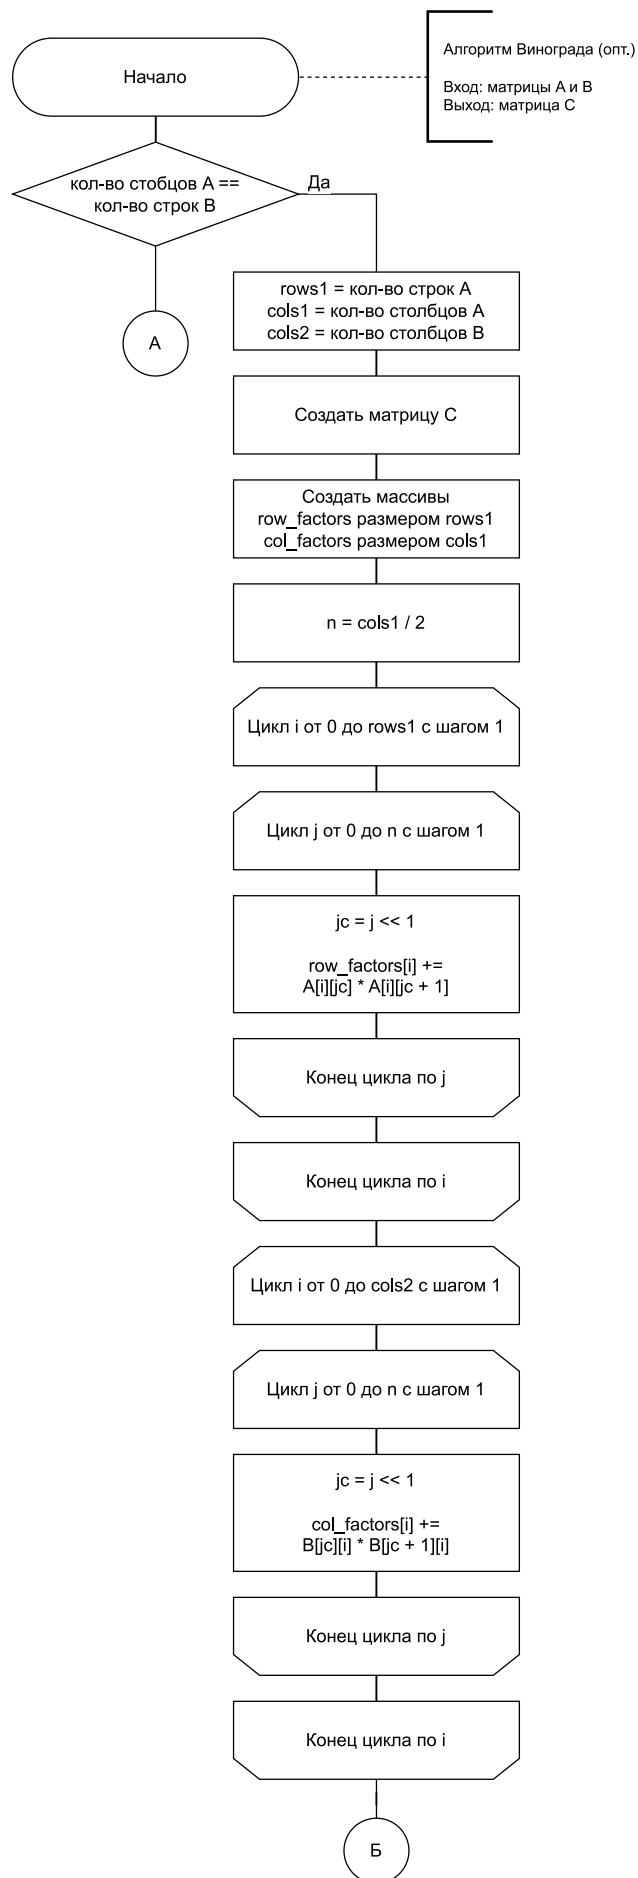 Начало
Алгоритм Винограда (опт.)
Вход: матрицы А и В
Выход: матрица С
кол-во стобцов А ==
кол-во строк В
Да
А
rows1 = кол-во строк А
cols1 = кол-во столбцов А
cols2 = кол-во столбцов В
Создать матрицу С
Создать массивы
row_factors размером rows1
col_factors размером cols1
n = cols1 / 2
Цикл i от 0 до rows1 с шагом 1
Цикл j от 0 до n с шагом 1
jc = j << 1
row_factors[i] +=
A[i][jc] * A[i][jc + 1]
Конец цикла по j
Конец цикла по i
Цикл i от 0 до cols2 с шагом 1
Цикл j от 0 до n с шагом 1
jc = j << 1
col_factors[i] +=
B[jc][i] * B[jc + 1][i]
Конец цикла по j
Конец цикла по i
Б